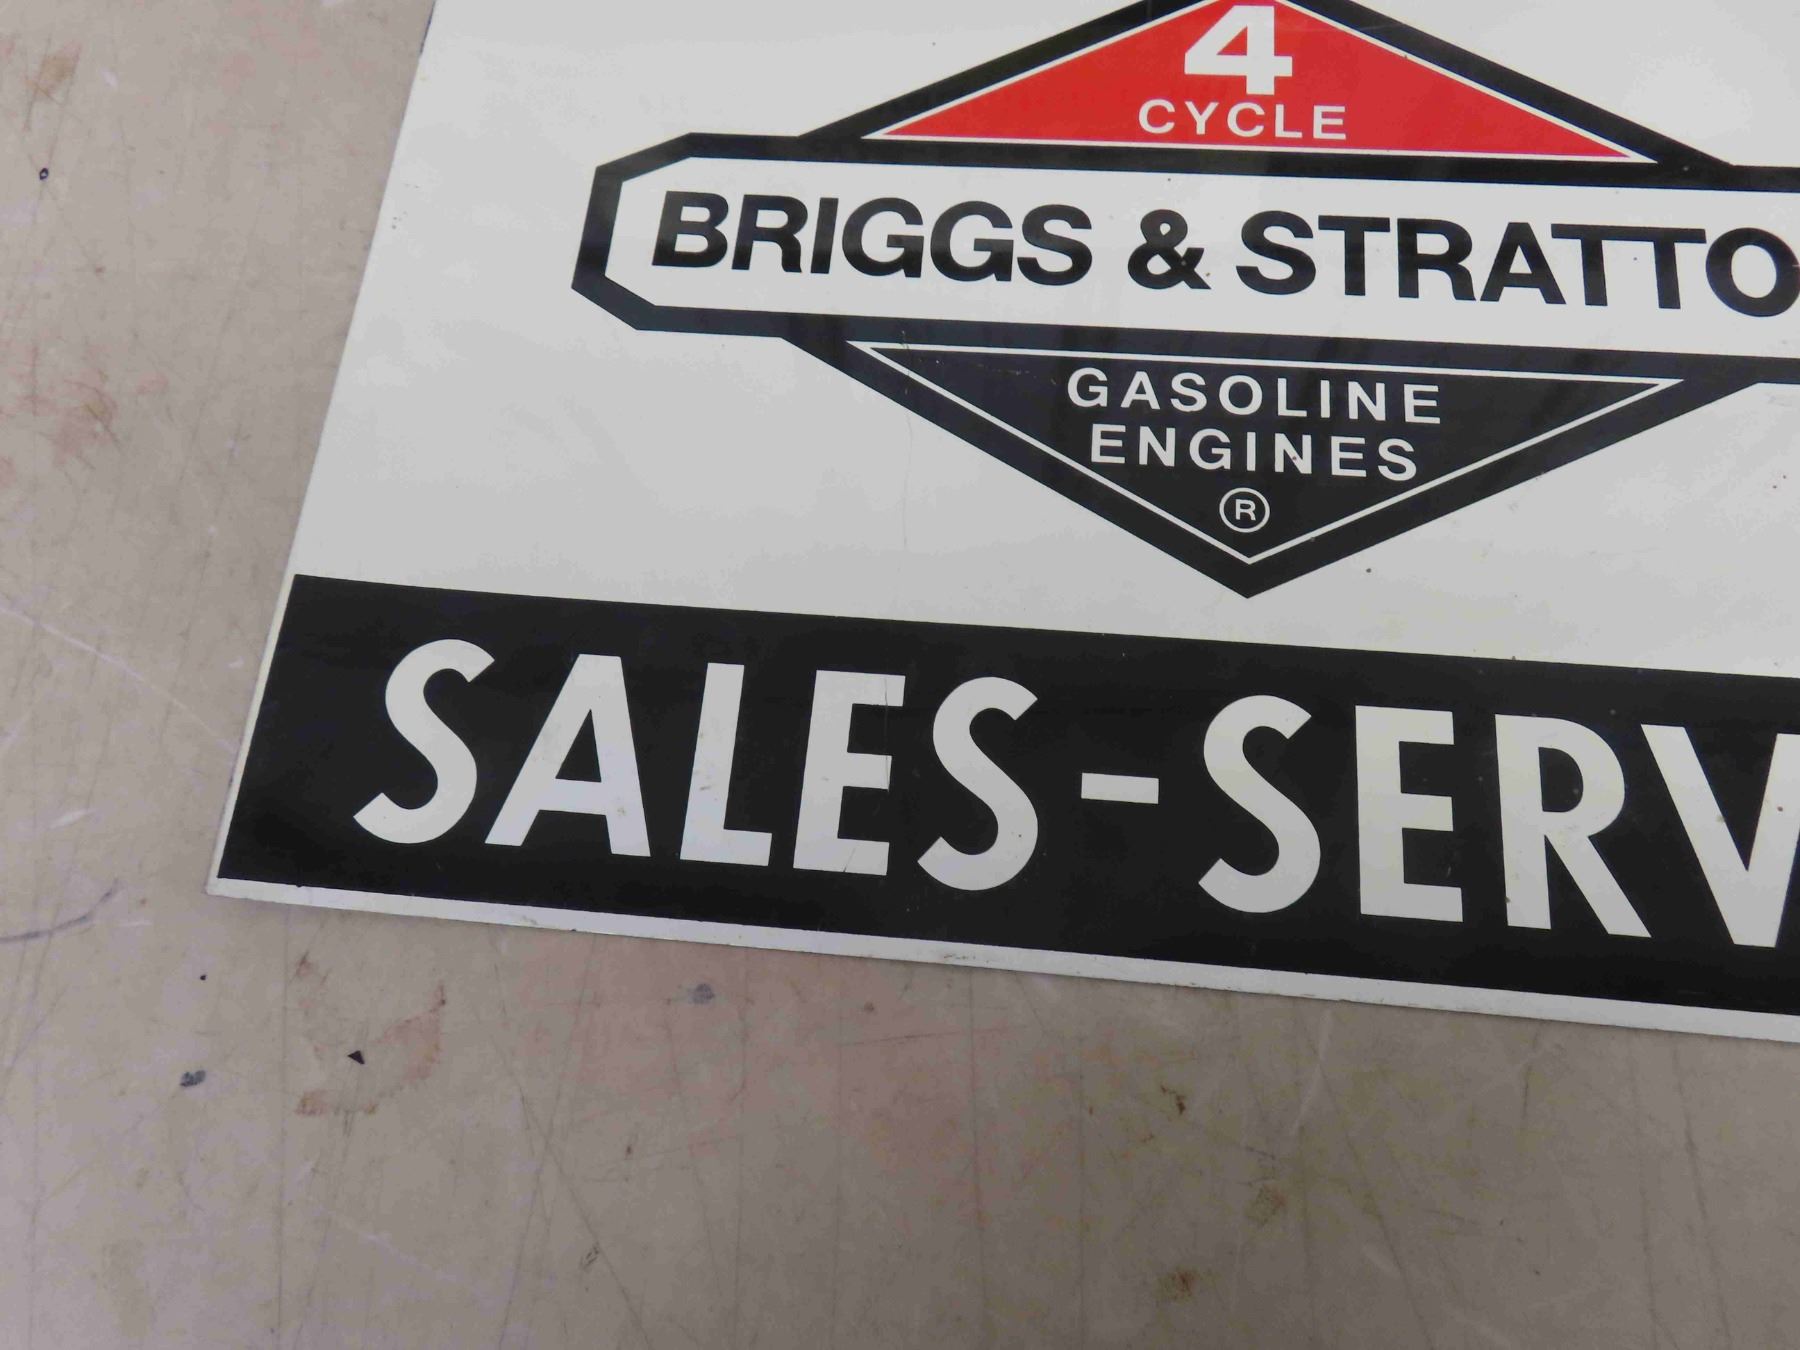 4
CYCLE
BRIGGS & STRATTO
GASOLINE
ENGINES
®
SALES-SERV